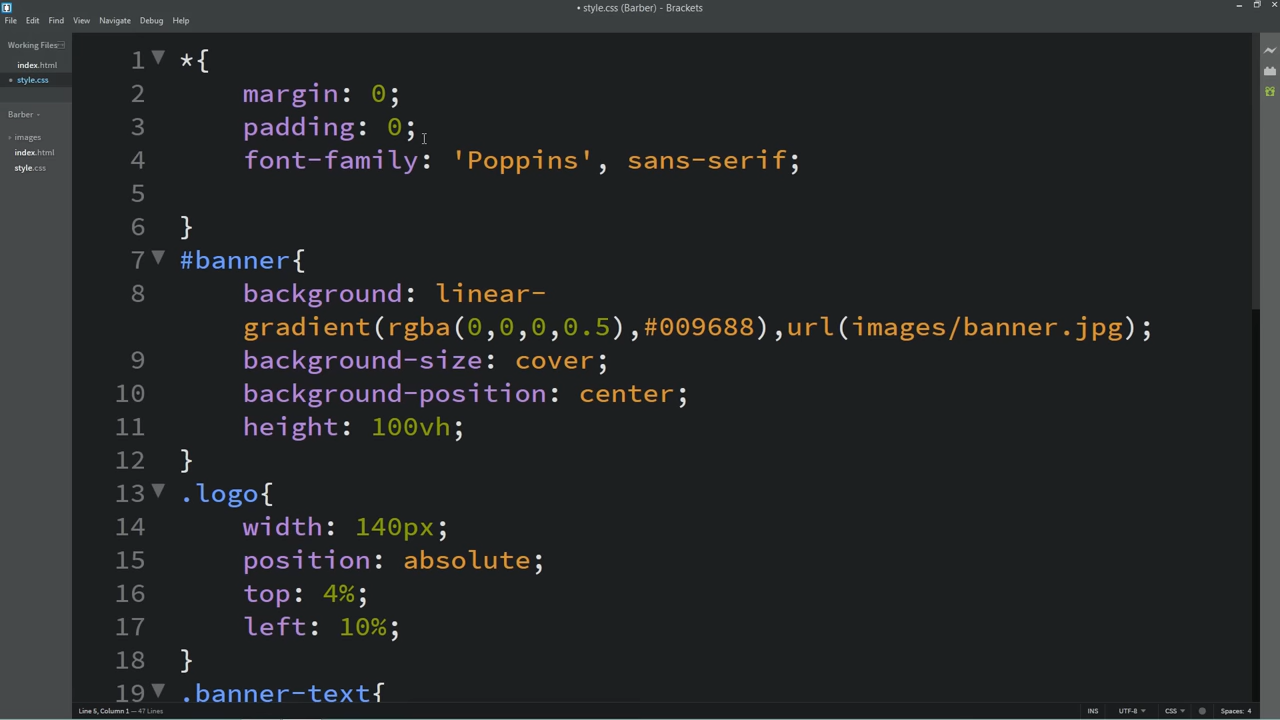 • style.css (Barber) - Brackets
File Edit Find View Navigate Debug Help
Working Files
index.html
• style.css
Barber
images
index.html
style.css
1 *{
2 margin: 0;
3 padding: 0;
4 font-family: 'Poppins', sans-serif;
5
6 }
7 #banner{
8 background: linear-
gradient(rgba(0,0,0,0.5),#009688),url(images/banner.jpg);
9 background-size: cover;
10 background-position: center;
11 height: 100vh;
12 }
13 .logo{
14 width: 140px;
15 position: absolute;
16 top: 4%;
17 left: 10%;
18 }
19 .banner-text{
Line 5, Column 1 — 47 Lines
INS UTF-8 CSS Spaces: 4